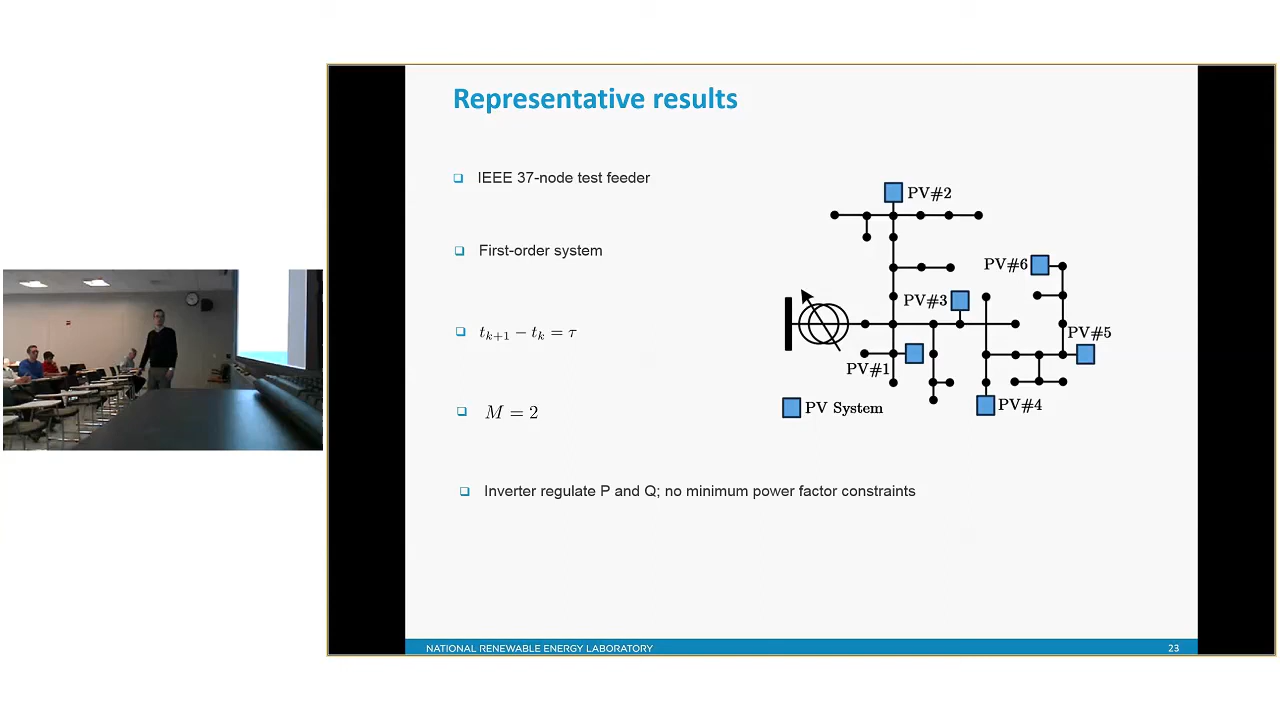 Representative results
IEEE 37-node test feeder
First-order system
tₖ₊₁ − tₖ = τ
M = 2
Inverter regulate P and Q; no minimum power factor constraints
PV#2
PV#6
PV#3
PV#5
PV#1
PV#4
PV System
NATIONAL RENEWABLE ENERGY LABORATORY
23